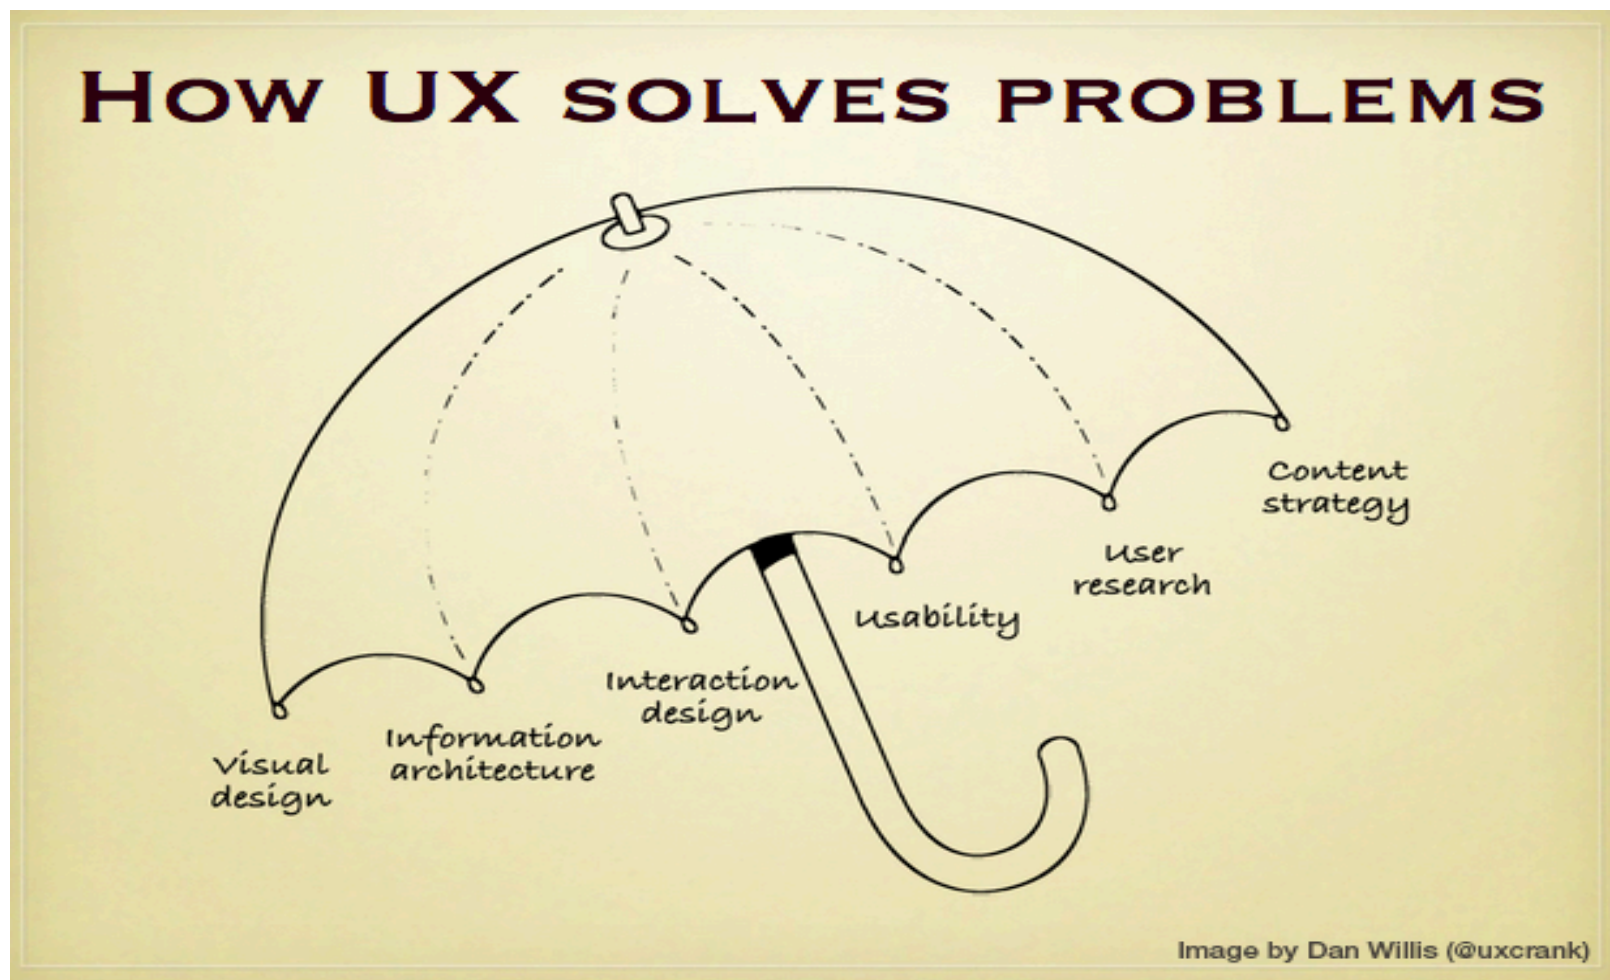 How UX solves problems
Content
strategy
User
research
Usability
Interaction
design
Information
architecture
Visual
design
Image by Dan Willis (@uxcrank)